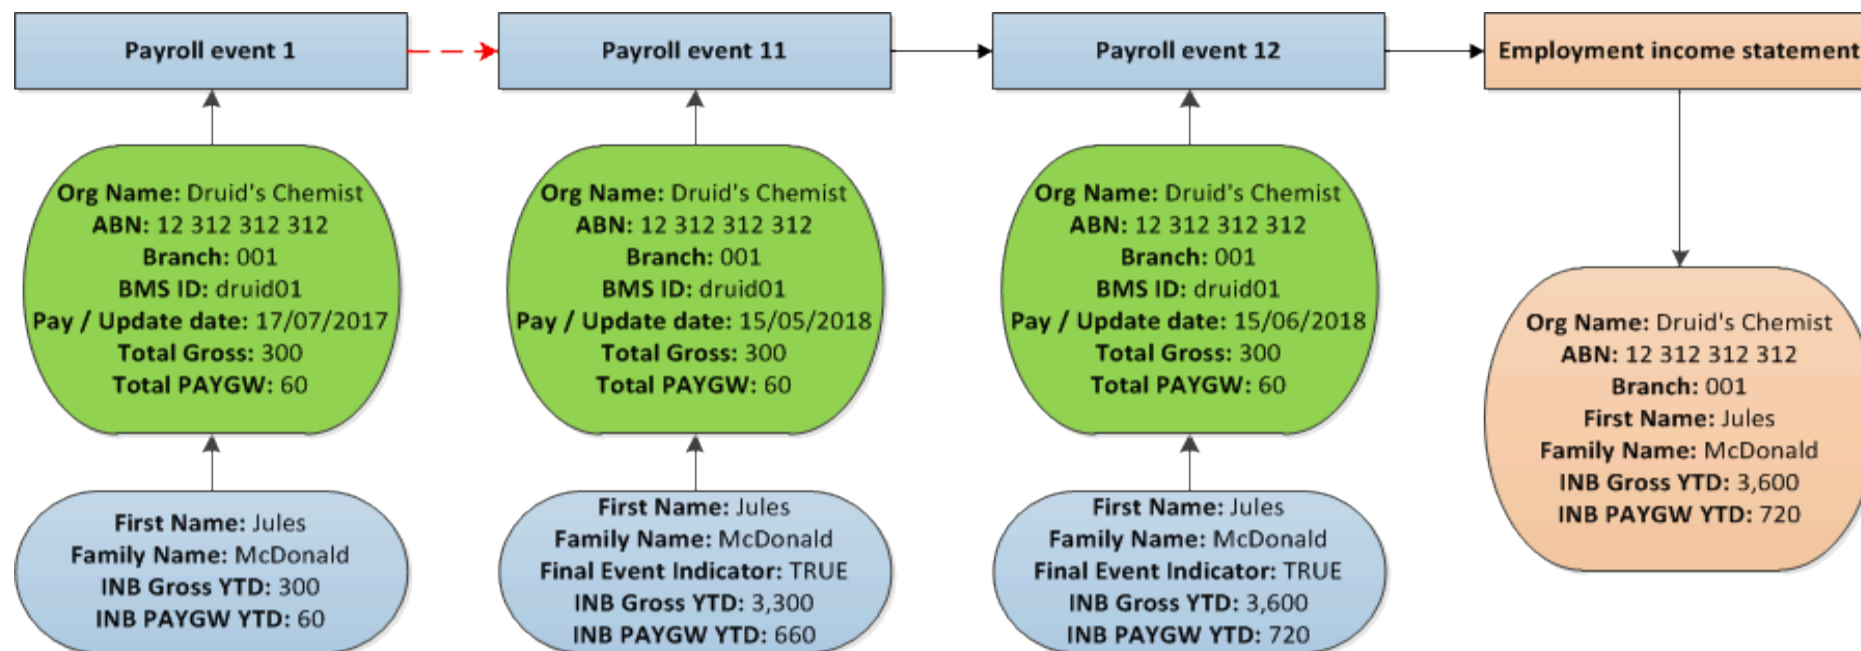 Payroll event 1
Payroll event 11
Payroll event 12
Employment income statement
Org Name: Druid's Chemist
ABN: 12 312 312 312
Branch: 001
BMS ID: druid01
Pay / Update date: 17/07/2017
Total Gross: 300
Total PAYGW: 60
Org Name: Druid's Chemist
ABN: 12 312 312 312
Branch: 001
BMS ID: druid01
Pay / Update date: 15/05/2018
Total Gross: 300
Total PAYGW: 60
Org Name: Druid's Chemist
ABN: 12 312 312 312
Branch: 001
BMS ID: druid01
Pay / Update date: 15/06/2018
Total Gross: 300
Total PAYGW: 60
Org Name: Druid's Chemist
ABN: 12 312 312 312
Branch: 001
First Name: Jules
Family Name: McDonald
INB Gross YTD: 3,600
INB PAYGW YTD: 720
First Name: Jules
Family Name: McDonald
INB Gross YTD: 300
INB PAYGW YTD: 60
First Name: Jules
Family Name: McDonald
Final Event Indicator: TRUE
INB Gross YTD: 3,300
INB PAYGW YTD: 660
First Name: Jules
Family Name: McDonald
Final Event Indicator: TRUE
INB Gross YTD: 3,600
INB PAYGW YTD: 720